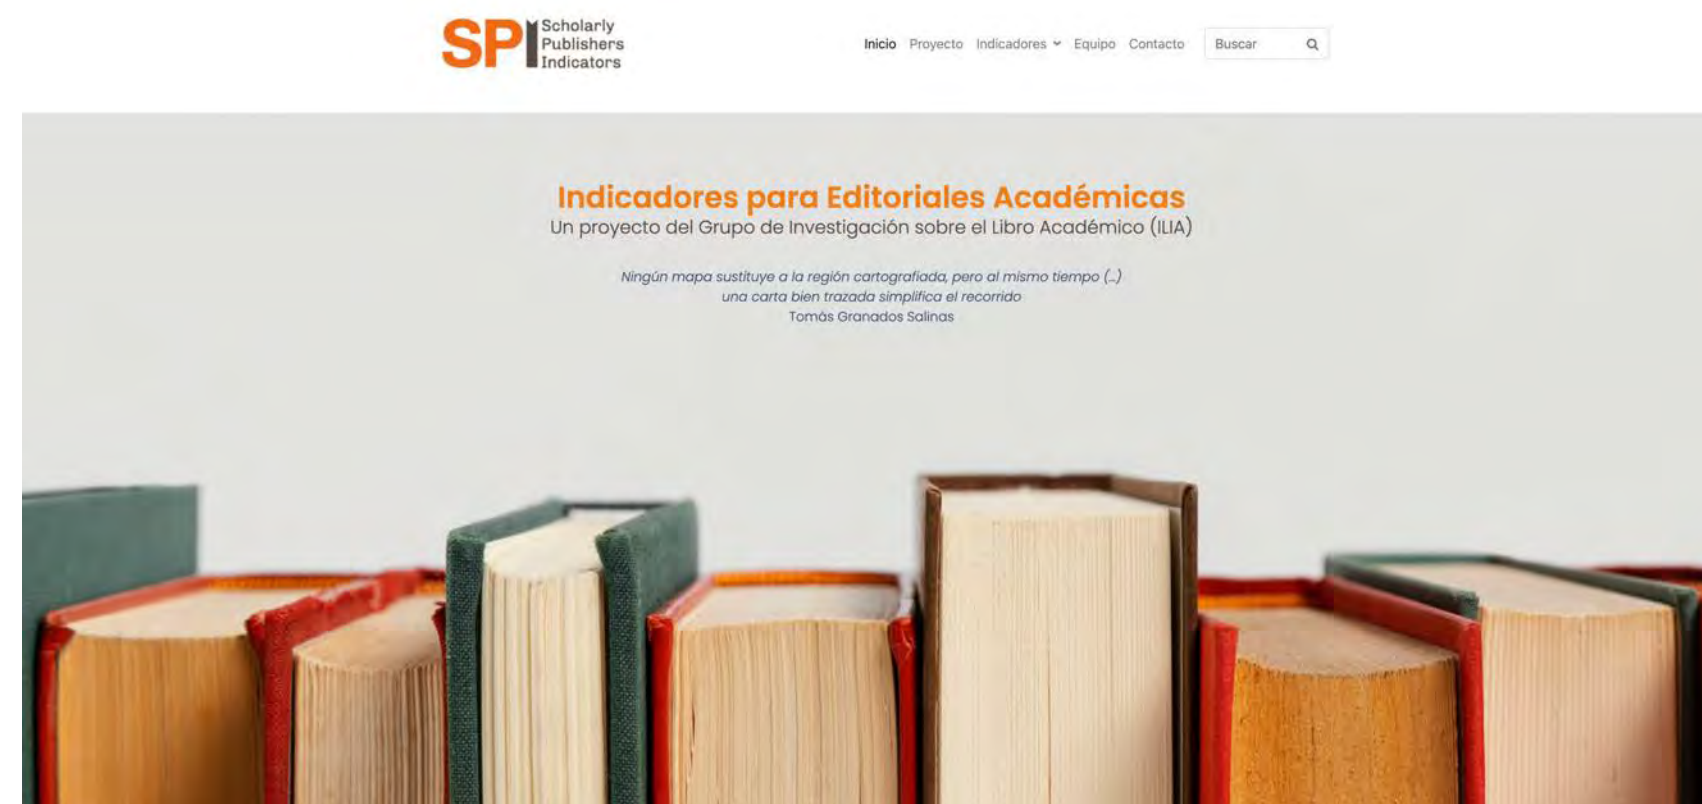 SPI Scholarly
Publishers
Indicators
Inicio Proyecto Indicadores Equipo Contacto Buscar
Indicadores para Editoriales Académicas
Un proyecto del Grupo de Investigación sobre el Libro Académico (ILIA)
Ningún mapa sustituye a la región cartografiada, pero al mismo tiempo (...)
una carta bien trazada simplifica el recorrido
Tomás Granados Salinas